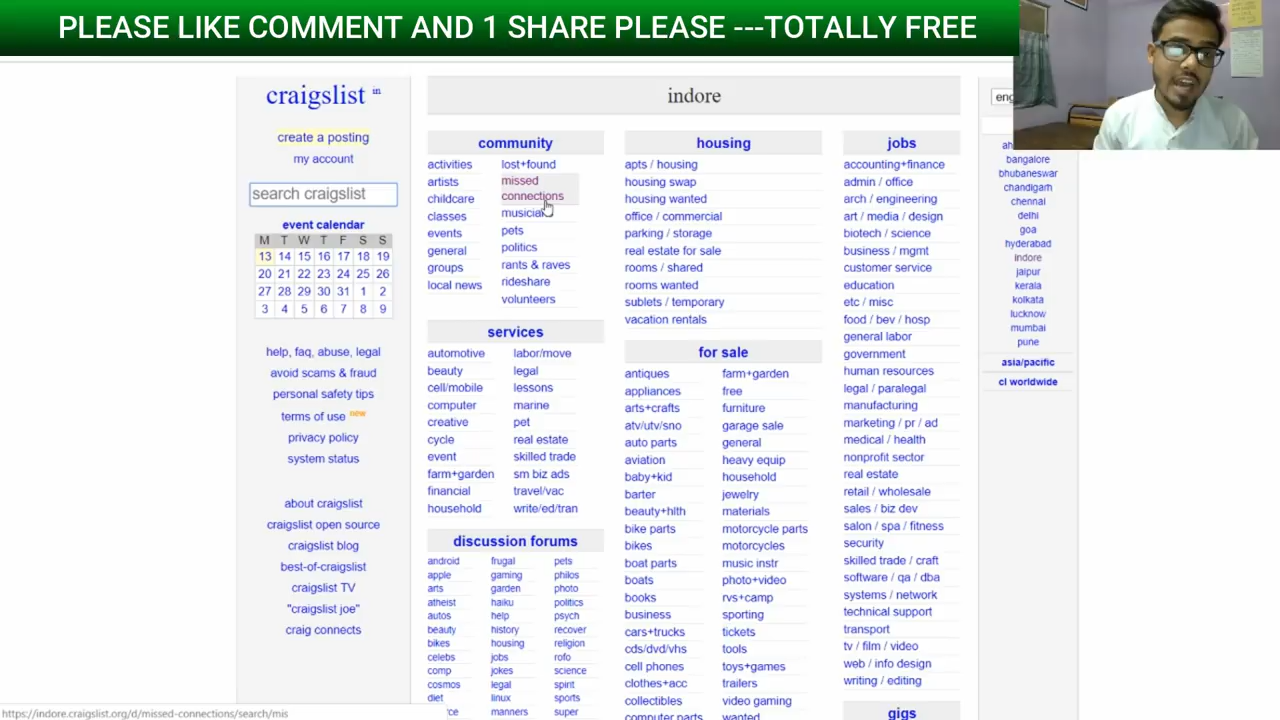 PLEASE LIKE COMMENT AND 1 SHARE PLEASE ---TOTALLY FREE
craigslist in
create a posting
my account
search craigslist
event calendar
M T W T F S S
13 14 15 16 17 18 19
20 21 22 23 24 25 26
27 28 29 30 31 1 2
3 4 5 6 7 8 9
help, faq, abuse, legal
avoid scams & fraud
personal safety tips
terms of use new
privacy policy
system status
about craigslist
craigslist open source
craigslist blog
best-of-craigslist
craigslist TV
"craigslist joe"
craig connects
indore
community
activities
artists
childcare
classes
events
general
groups
local news
lost+found
missed
connections
pets
politics
rants & raves
rideshare
volunteers
services
automotive
beauty
cell/mobile
computer
creative
cycle
event
farm+garden
financial
household
labor/move
legal
lessons
marine
pet
real estate
skilled trade
sm biz ads
travel/vac
write/ed/tran
discussion forums
android
apple
arts
atheist
autos
beauty
bikes
celebs
comp
cosmos
diet
frugal
gaming
garden
haiku
help
history
housing
jobs
jokes
legal
linux
manners
pets
philos
photo
politics
psych
recover
religion
rofo
science
spirit
sports
super
housing
apts / housing
housing swap
housing wanted
office / commercial
parking / storage
real estate for sale
rooms / shared
rooms wanted
sublets / temporary
vacation rentals
for sale
antiques
appliances
arts+crafts
atv/utv/sno
auto parts
aviation
baby+kid
barter
beauty+hlth
bike parts
bikes
boat parts
boats
books
business
cars+trucks
cds/dvd/vhs
cell phones
clothes+acc
collectibles
computer parts
farm+garden
free
furniture
garage sale
general
heavy equip
household
jewelry
materials
motorcycle parts
motorcycles
music instr
photo+video
rvs+camp
sporting
tickets
tools
toys+games
trailers
video gaming
wanted
jobs
accounting+finance
admin / office
arch / engineering
art / media / design
biotech / science
business / mgmt
customer service
education
etc / misc
food / bev / hosp
general labor
government
human resources
legal / paralegal
manufacturing
marketing / pr / ad
medical / health
nonprofit sector
real estate
retail / wholesale
sales / biz dev
salon / spa / fitness
security
skilled trade / craft
software / qa / dba
systems / network
technical support
transport
tv / film / video
web / info design
writing / editing
gigs
bangalore
bhubaneswar
chandigarh
chennai
delhi
goa
hyderabad
indore
jaipur
kerala
kolkata
lucknow
mumbai
pune
asia/pacific
cl worldwide
https://indore.craigslist.org/d/missed-connections/search/mis